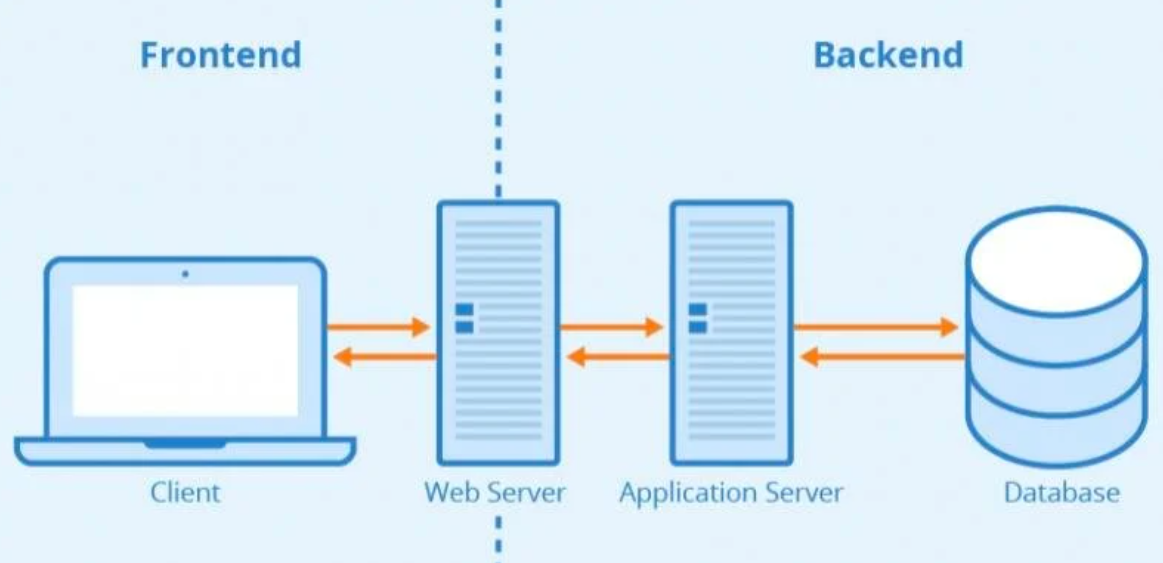 Frontend
Backend
Client
Web Server
Application Server
Database